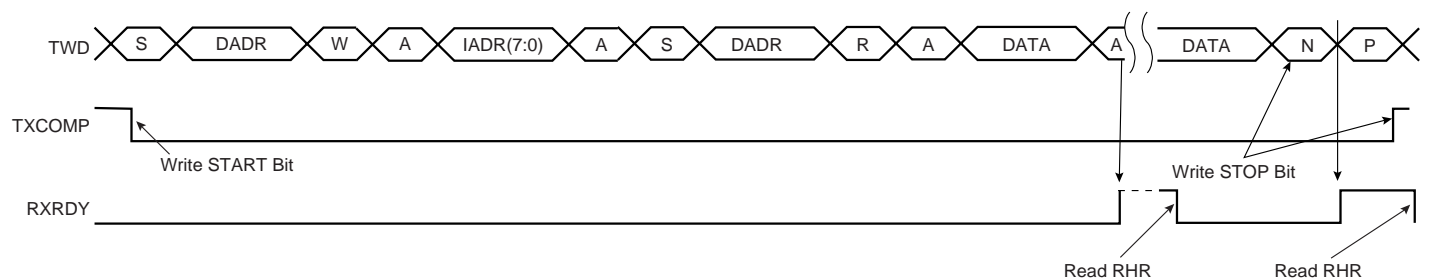 TWD S DADR W A IADR(7:0) A S DADR R A DATA A DATA N P
TXCOMP
Write START Bit
Write STOP Bit
RXRDY
Read RHR Read RHR